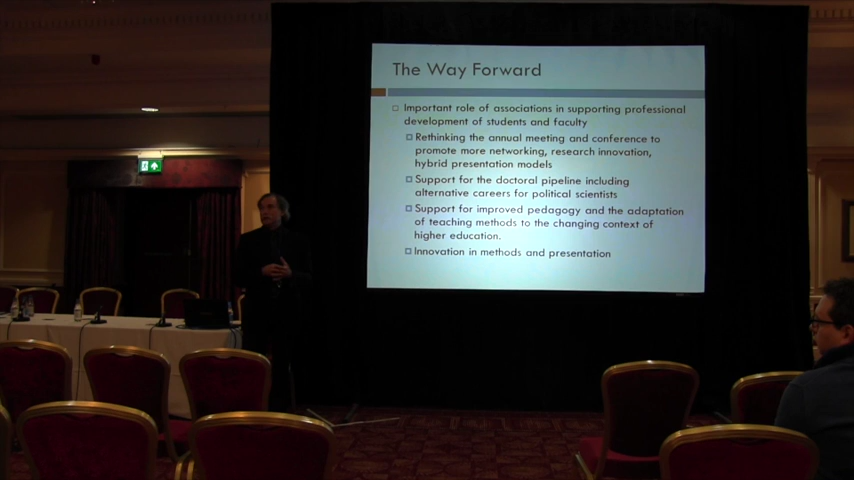 The Way Forward
Important role of associations in supporting professional
development of students and faculty
Rethinking the annual meeting and conference to
promote more networking, research innovation,
hybrid presentation models
Support for the doctoral pipeline including
alternative careers for political scientists
Support for improved pedagogy and the adaptation
of teaching methods to the changing context of
higher education.
Innovation in methods and presentation